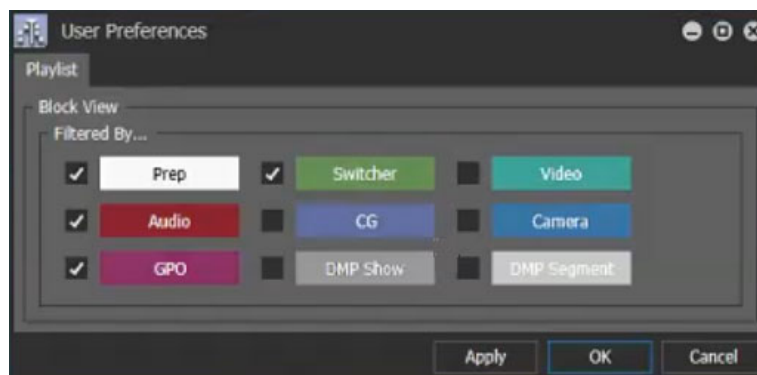 User Preferences
Playlist
Block View
Filtered By...
Prep Switcher Video
Audio CG Camera
GPO DMP Show DMP Segment
Apply OK Cancel